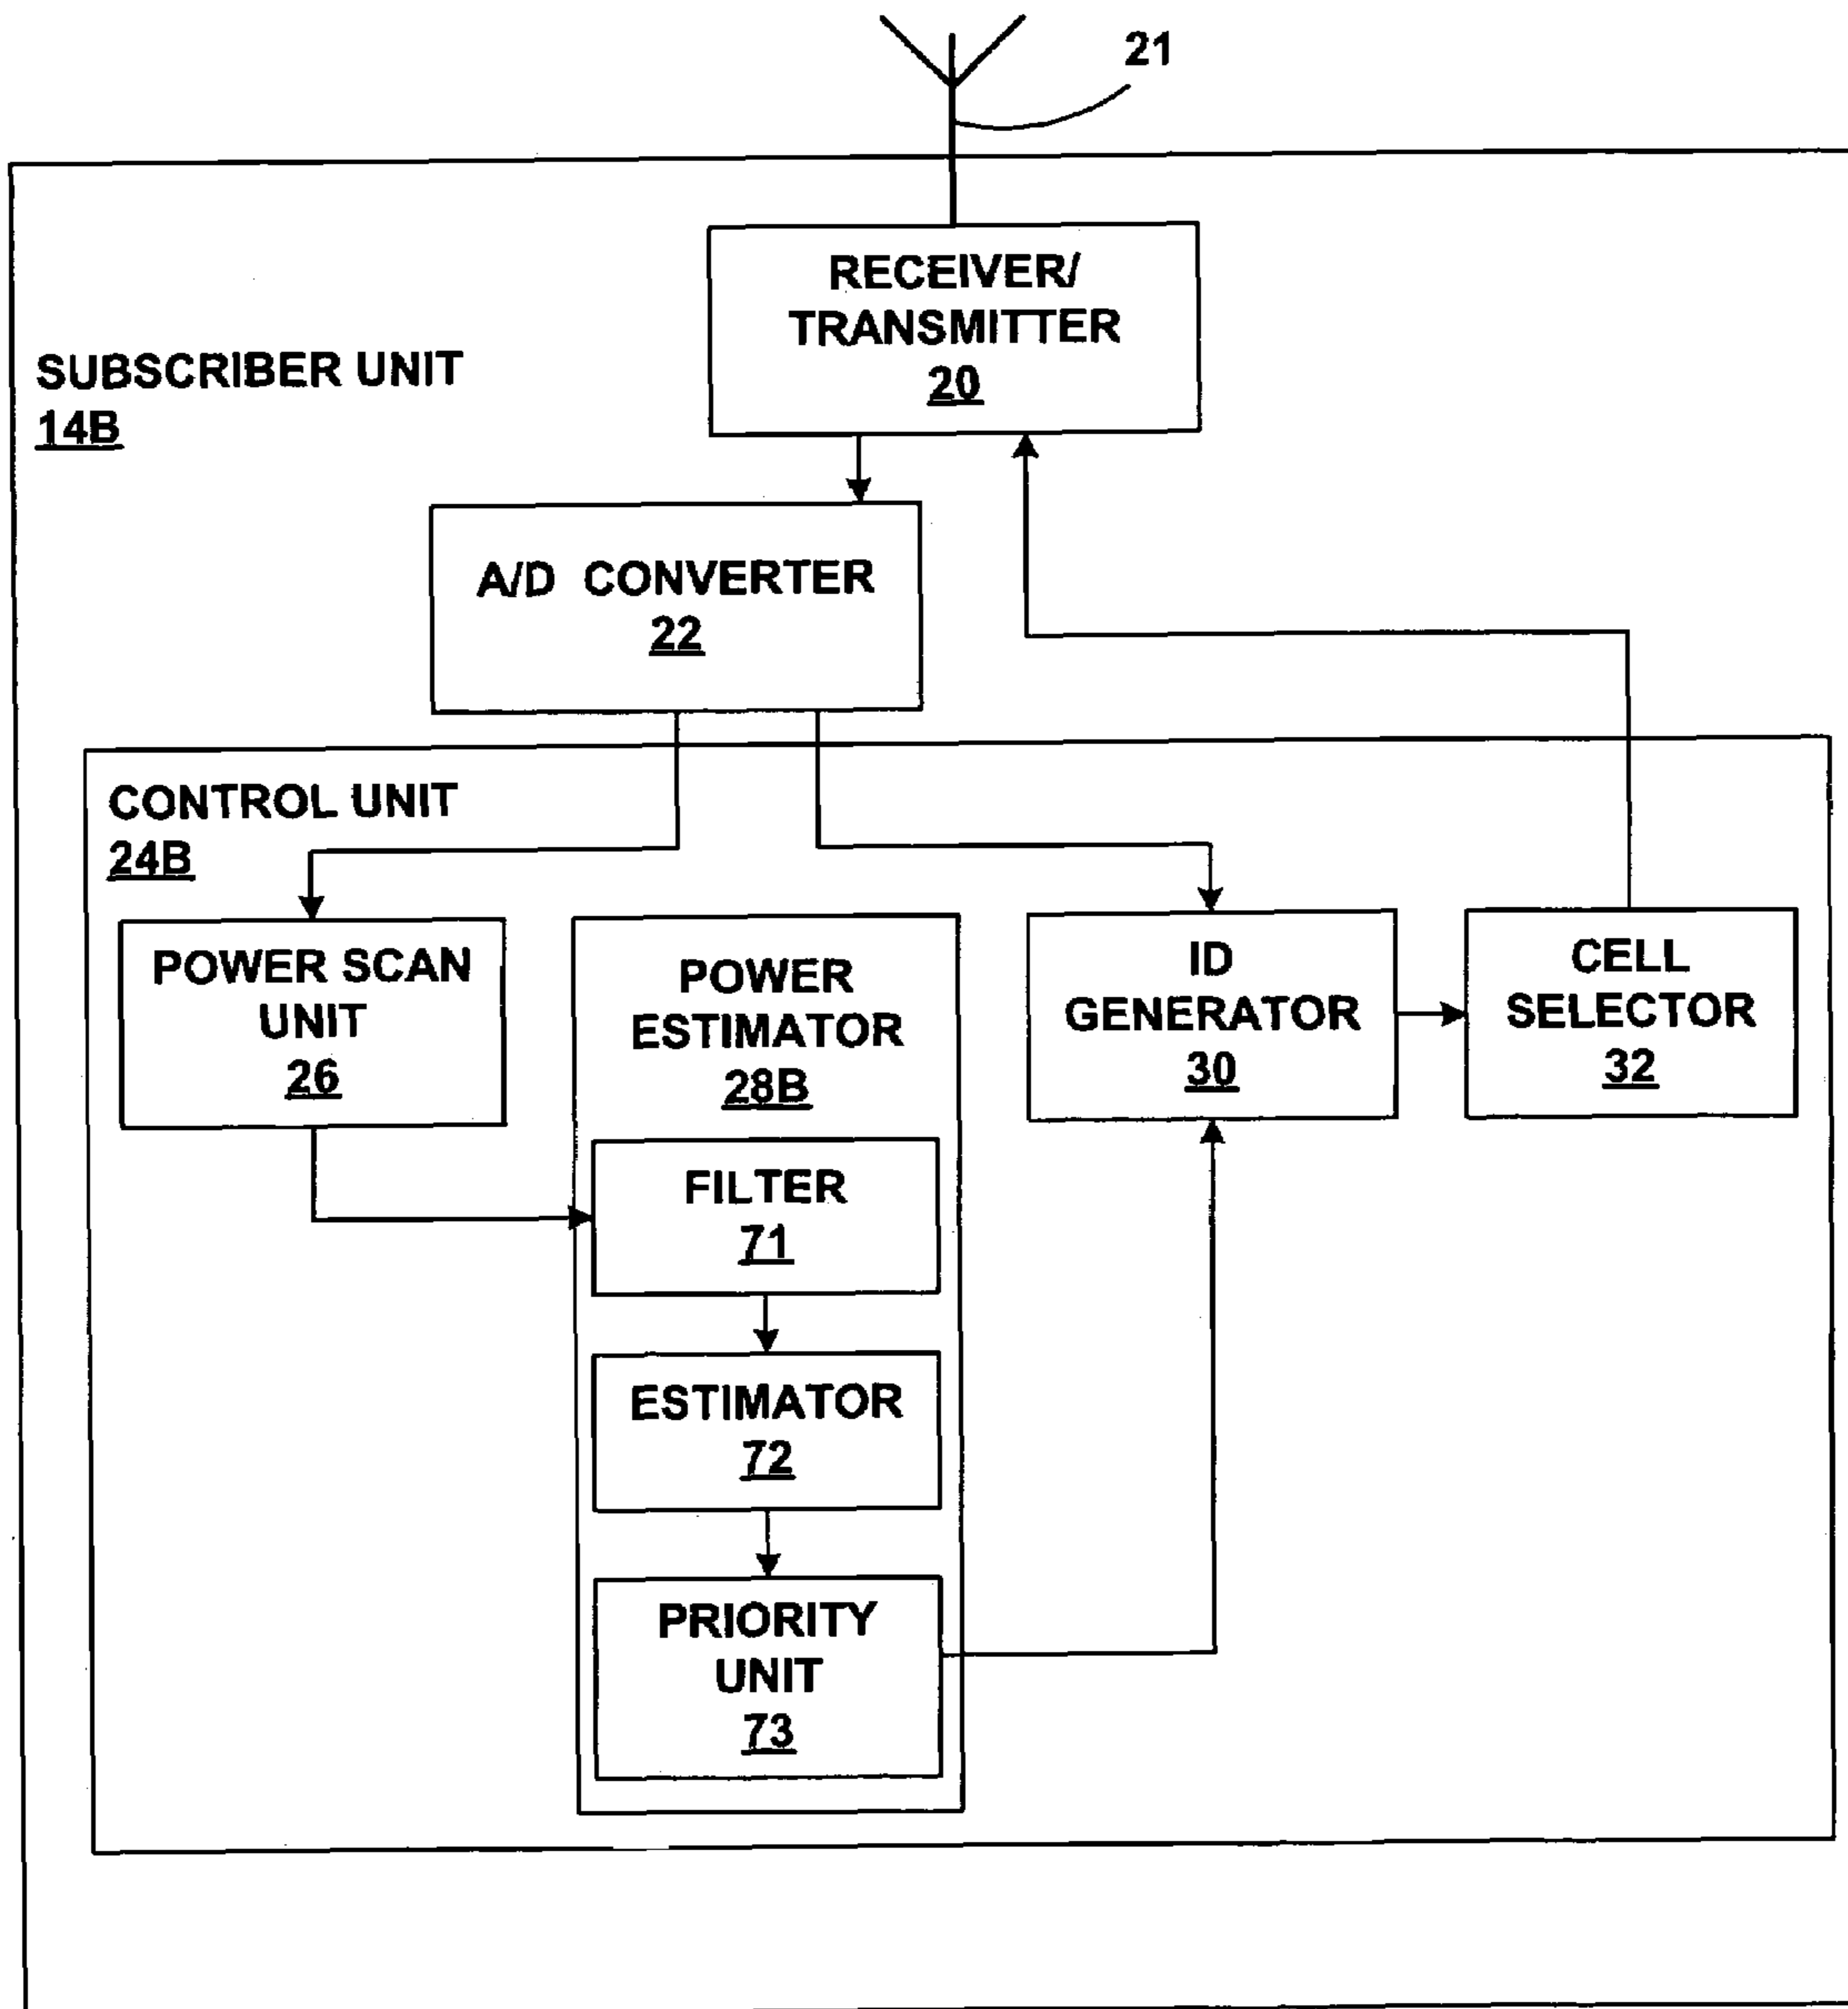 21
RECEIVER/
TRANSMITTER
20
SUBSCRIBER UNIT
14B
A/D CONVERTER
22
CONTROL UNIT
24B
POWER SCAN
UNIT
26
POWER
ESTIMATOR
28B
ID
GENERATOR
30
CELL
SELECTOR
32
FILTER
71
ESTIMATOR
72
PRIORITY
UNIT
73